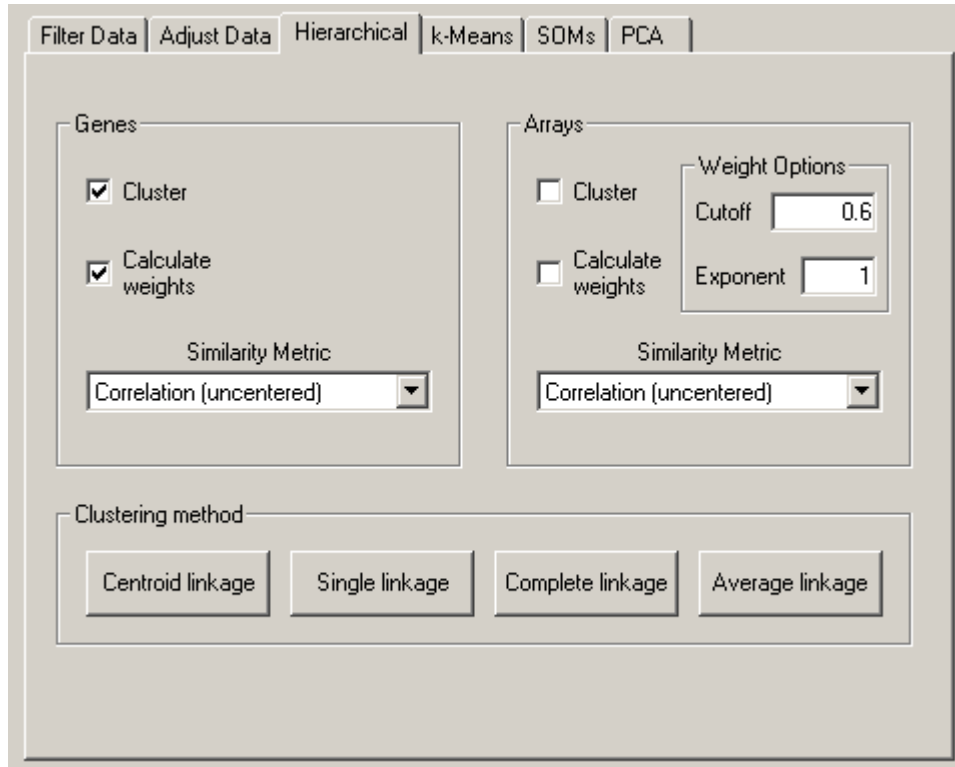 Filter Data Adjust Data Hierarchical k-Means SOMs PCA
Genes
Cluster
Calculate
weights
Similarity Metric
Correlation (uncentered)
Arrays
Cluster
Calculate
weights
Weight Options
Cutoff 0.6
Exponent 1
Similarity Metric
Correlation (uncentered)
Clustering method
Centroid linkage Single linkage Complete linkage Average linkage